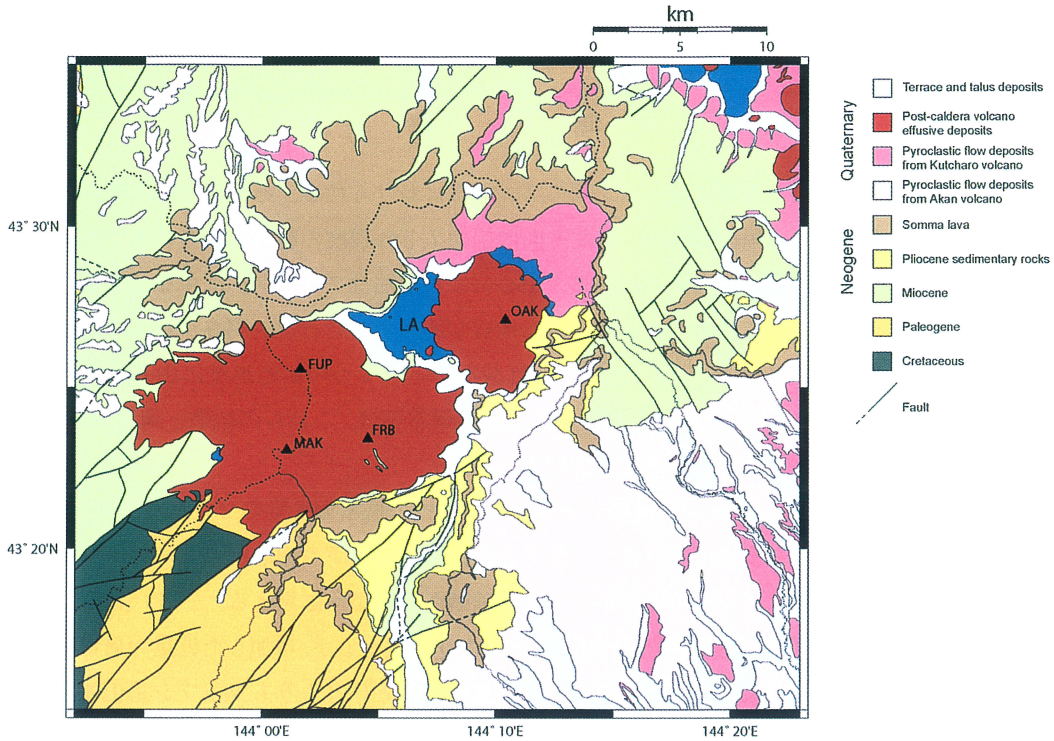 km
0 5 10
43° 30'N
43° 20'N
144° 00'E 144° 10'E 144° 20'E
LA
OAK
FUP
FRB
MAK
Quaternary
Neogene
Terrace and talus deposits
Post-caldera volcano
effusive deposits
Pyroclastic flow deposits
from Kutcharo volcano
Pyroclastic flow deposits
from Akan volcano
Somma lava
Pliocene sedimentary rocks
Miocene
Paleogene
Cretaceous
Fault